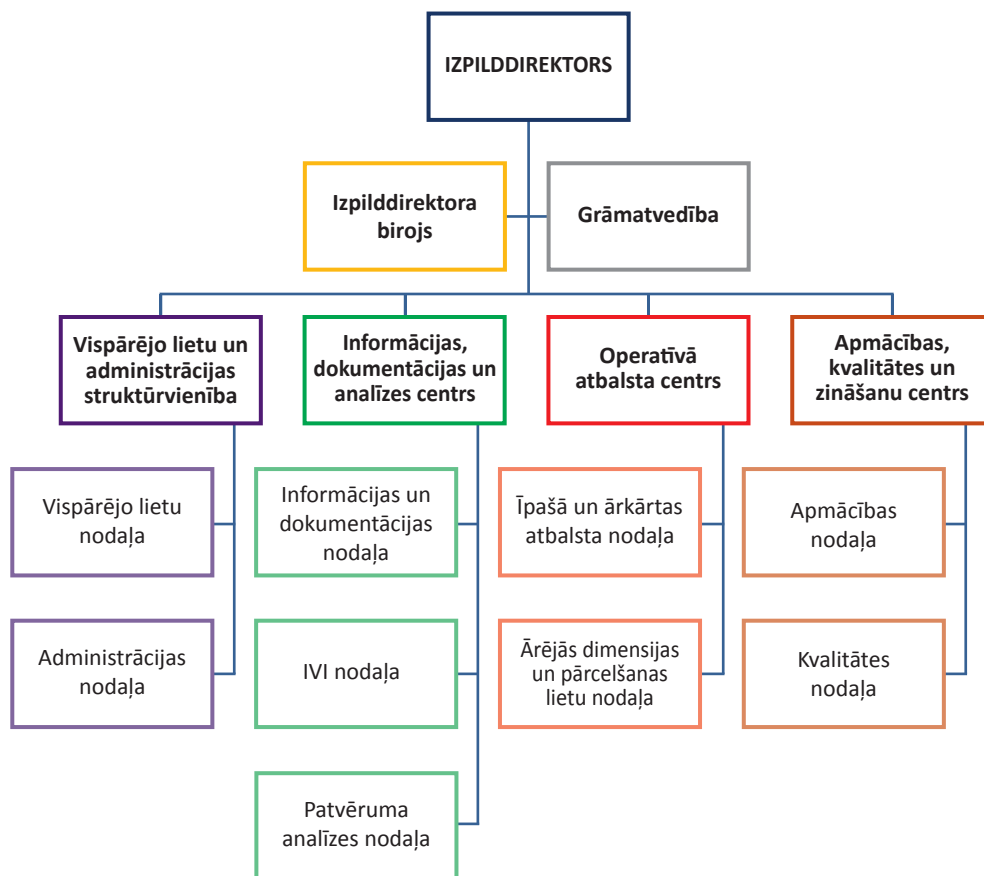 IZPILDDIREKTORS
Izpilddirektora
birojs
Grāmatvedība
Vispārējo lietu un
administrācijas
struktūrvienība
Informācijas,
dokumentācijas un
analīzes centrs
Operatīvā
atbalsta centrs
Apmācības,
kvalitātes un
zināšanu centrs
Vispārējo lietu
nodaļa
Informācijas un
dokumentācijas
nodaļa
Īpašā un ārkārtas
atbalsta nodaļa
Apmācības
nodaļa
Administrācijas
nodaļa
IVI nodaļa
Ārējās dimensijas
un pārcelšanas
lietu nodaļa
Kvalitātes
nodaļa
Patvēruma
analīzes nodaļa